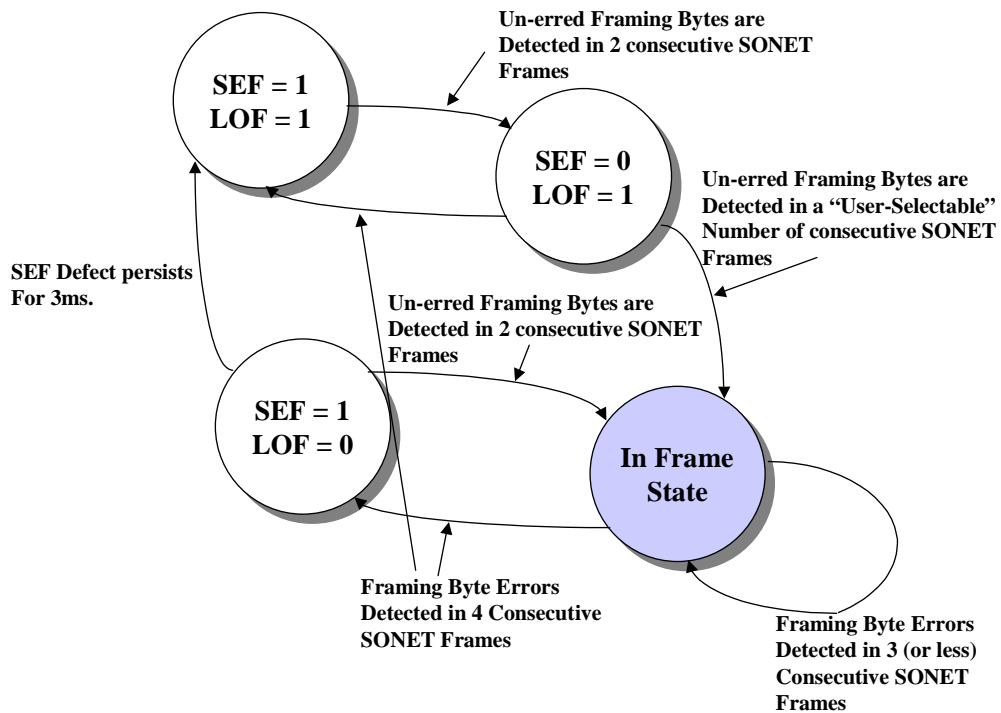 Un-erred Framing Bytes are
Detected in 2 consecutive SONET
Frames
SEF = 1
LOF = 1
SEF = 0
LOF = 1
Un-erred Framing Bytes are
Detected in a “User-Selectable”
Number of consecutive SONET
Frames
SEF Defect persists
For 3ms.
Un-erred Framing Bytes are
Detected in 2 consecutive SONET
Frames
SEF = 1
LOF = 0
In Frame
State
Framing Byte Errors
Detected in 4 Consecutive
SONET Frames
Framing Byte Errors
Detected in 3 (or less)
Consecutive SONET
Frames